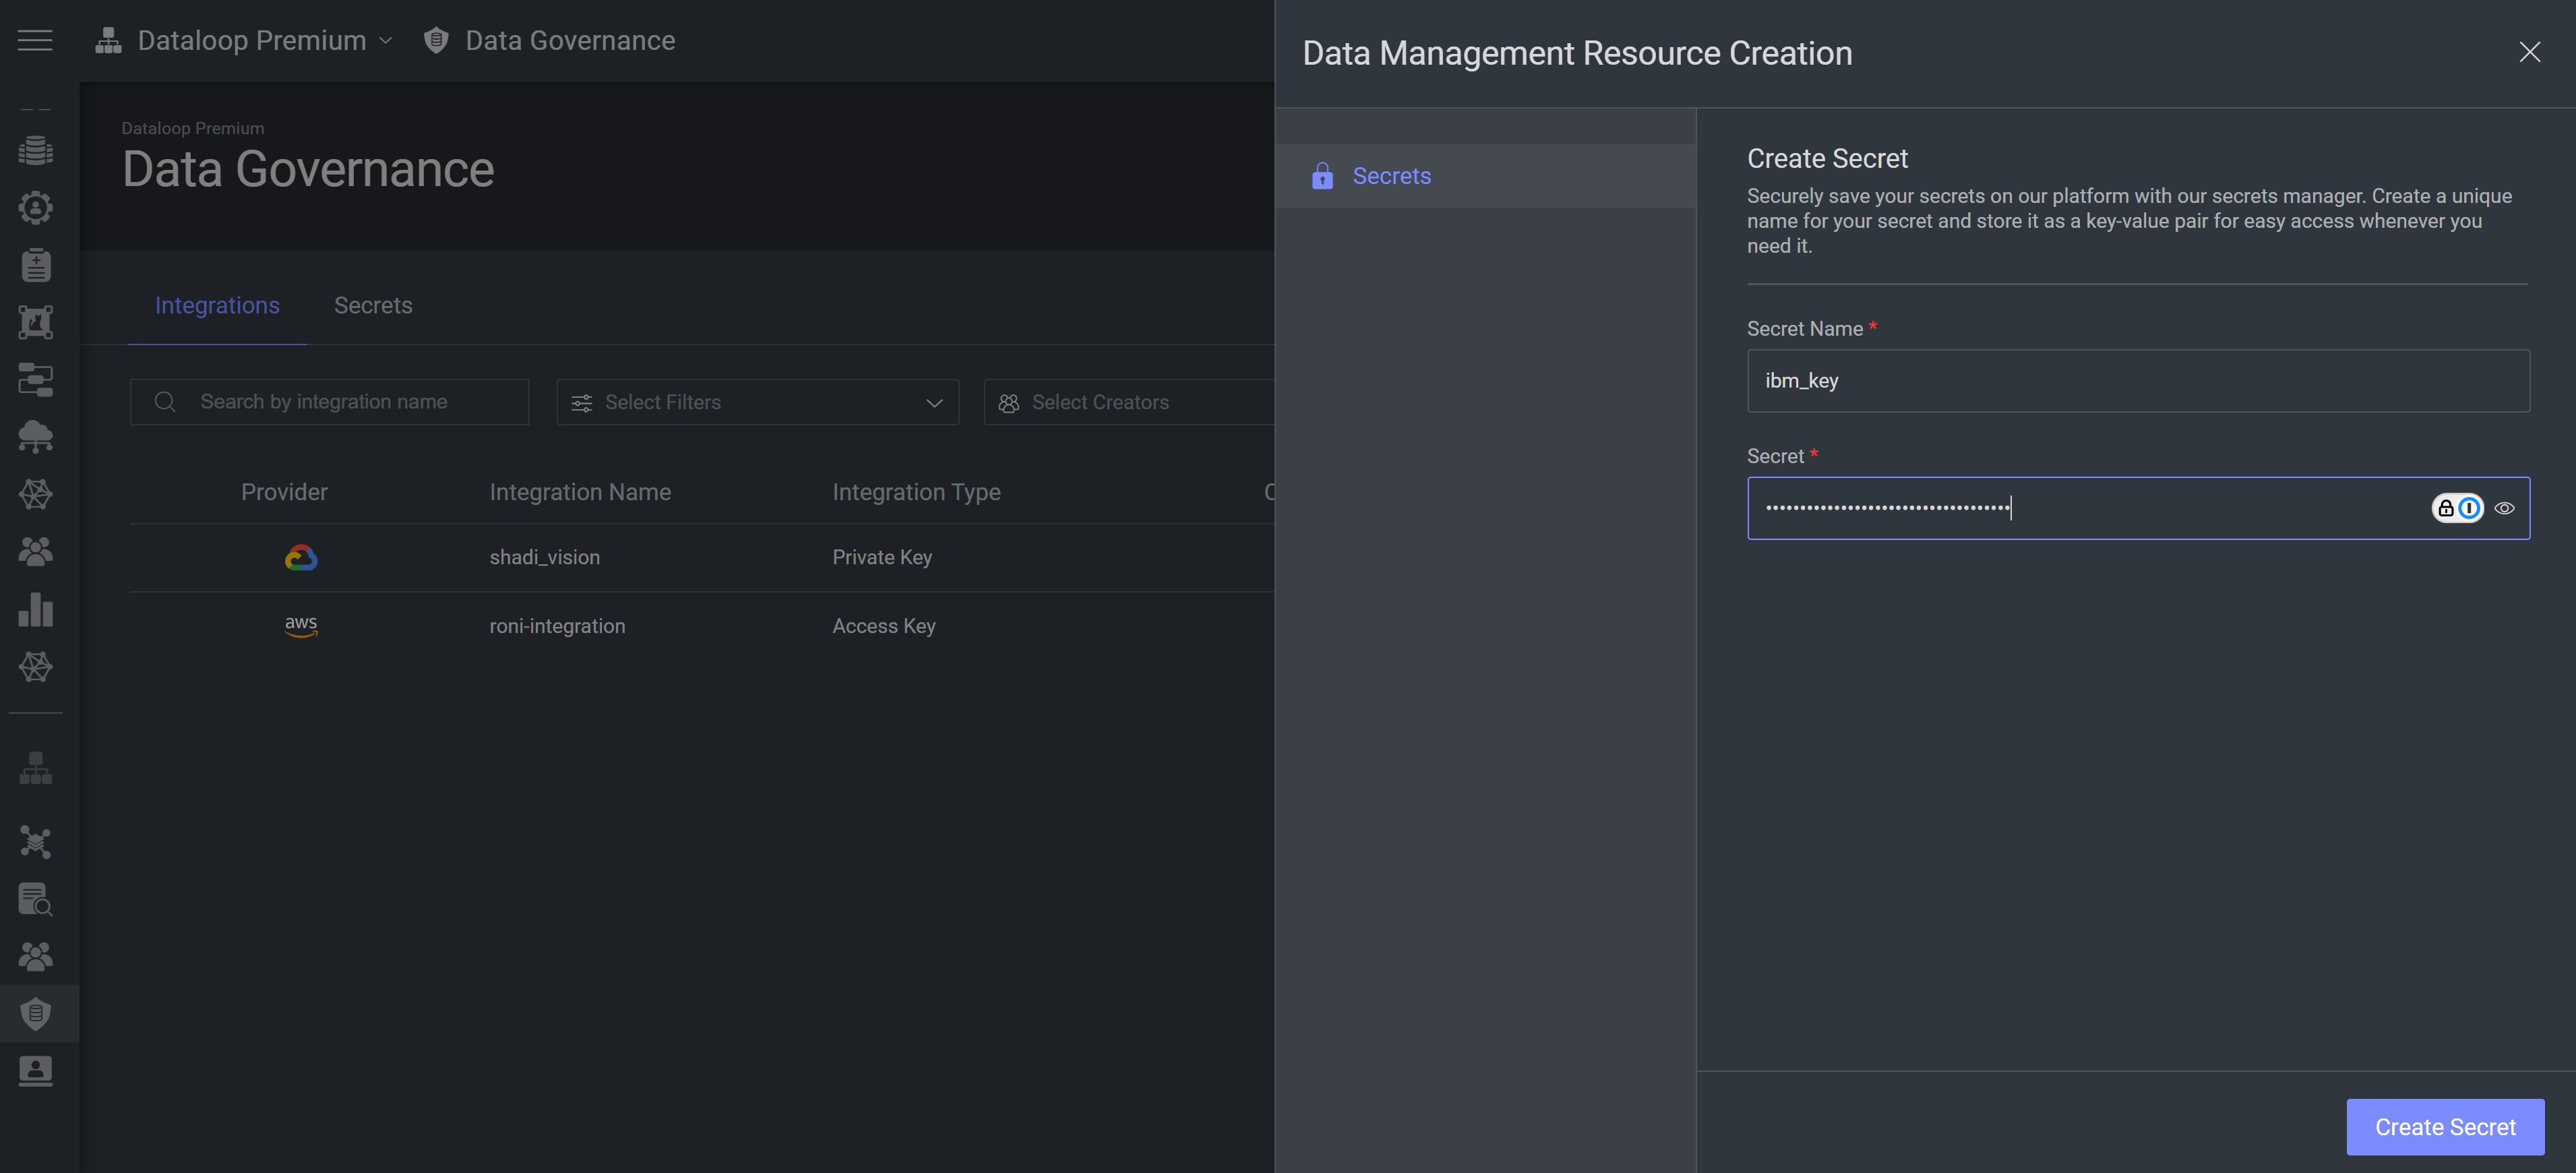 Dataloop Premium
Data Governance
Dataloop Premium
Data Governance
Integrations
Secrets
Search by integration name
Select Filters
Select Creators
Provider
Integration Name
Integration Type
shadi_vision
Private Key
aws
roni-integration
Access Key
Data Management Resource Creation
Secrets
Create Secret
Securely save your secrets on our platform with our secrets manager. Create a unique
name for your secret and store it as a key-value pair for easy access whenever you
need it.
Secret Name *
ibm_key
Secret *
Create Secret